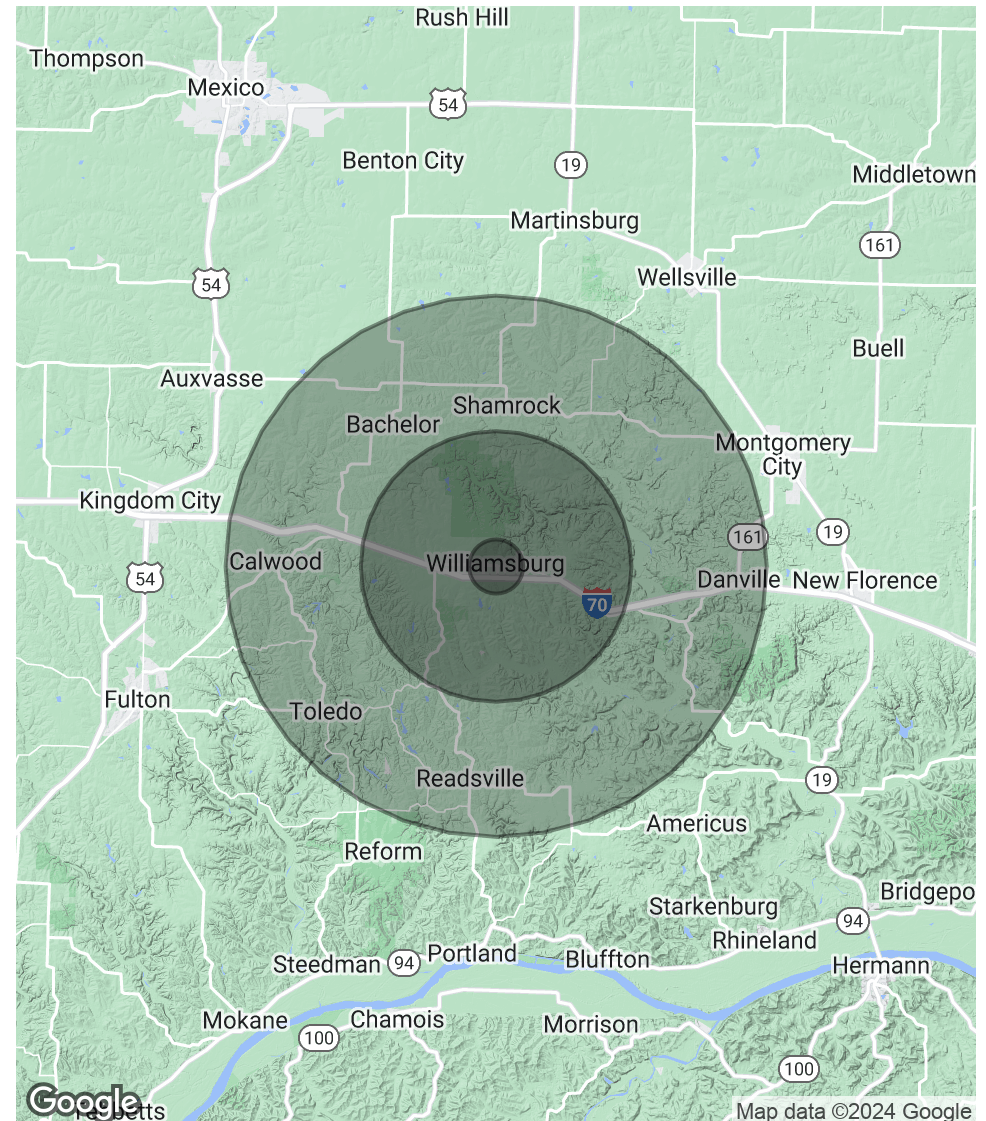 Rush Hill
Thompson
Mexico
54
Benton City
19
Middletown
Martinsburg
161
Wellsville
54
Buell
Auxvasse
Shamrock
Bachelor
Montgomery
City
Kingdom City
161
19
Calwood
Williamsburg
54
Danville
New Florence
70
Fulton
Toledo
Readsville
19
Americus
Reform
Bridgepo
Starkenburg
94
Rhineland
Portland
Bluffton
Steedman
94
Hermann
Mokane
Chamois
Morrison
100
100
Google
Map data ©2024 Google